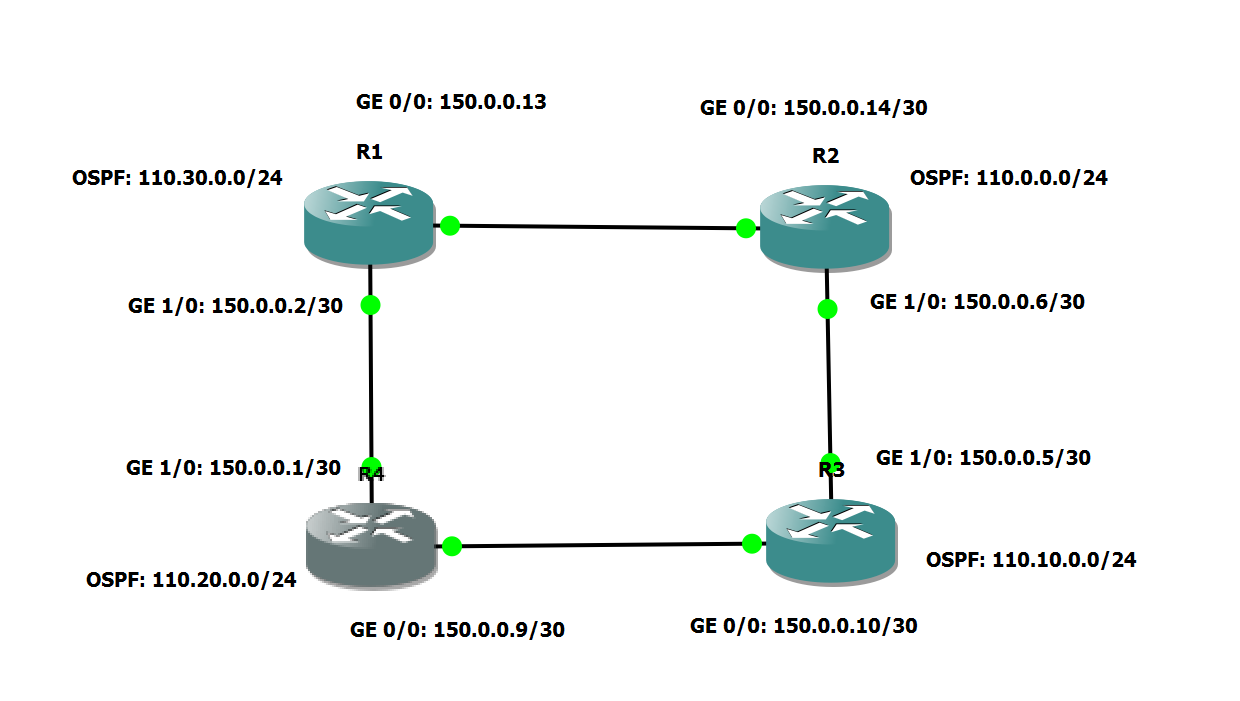 GE 0/0: 150.0.0.13
GE 0/0: 150.0.0.14/30
R1
R2
OSPF: 110.30.0.0/24
OSPF: 110.0.0.0/24
GE 1/0: 150.0.0.2/30
GE 1/0: 150.0.0.6/30
GE 1/0: 150.0.0.1/30
R4
R3
GE 1/0: 150.0.0.5/30
OSPF: 110.20.0.0/24
OSPF: 110.10.0.0/24
GE 0/0: 150.0.0.9/30
GE 0/0: 150.0.0.10/30